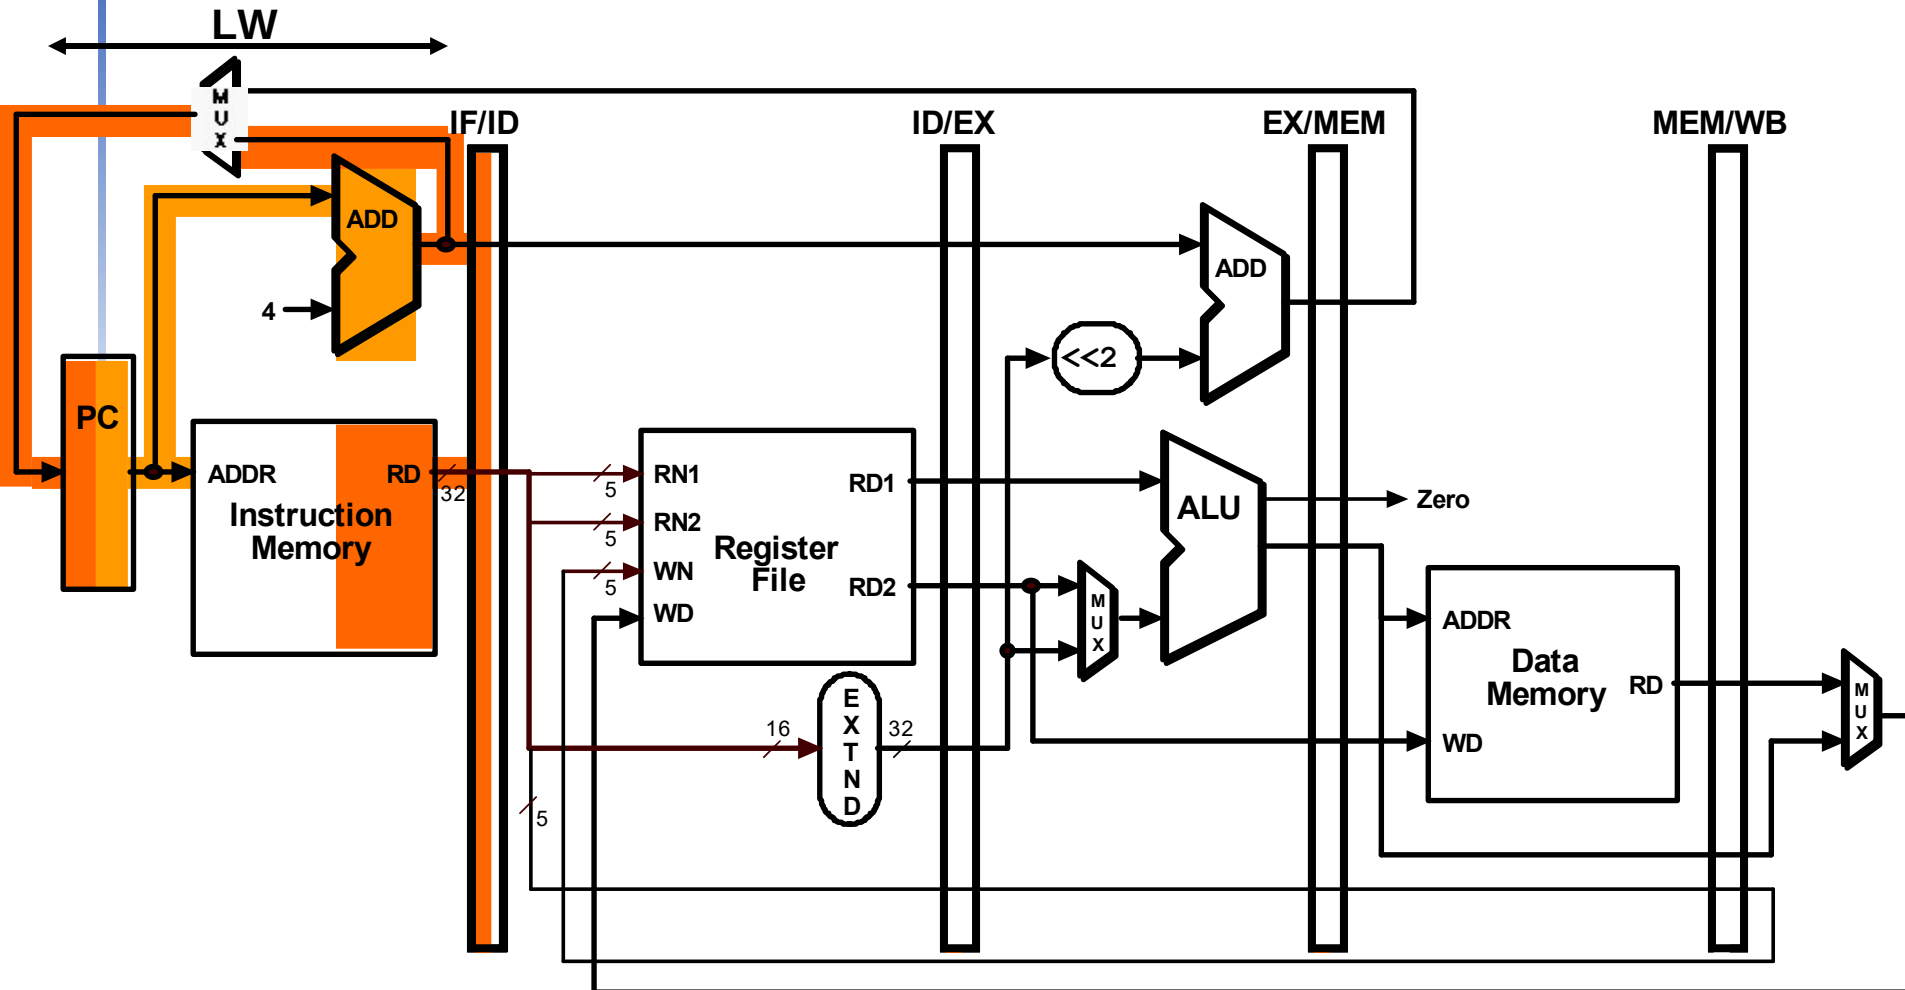 LW
M
U
X
IF/ID
ID/EX
EX/MEM
MEM/WB
ADD
ADD
4
<<2
PC
ADDR
RD
32
Instruction
Memory
5
RN1
5
RN2
5
WN
WD
RD1
RD2
Register
File
ALU
Zero
M
U
X
ADDR
Data
Memory
RD
WD
M
U
X
16
E
X
T
N
D
32
5